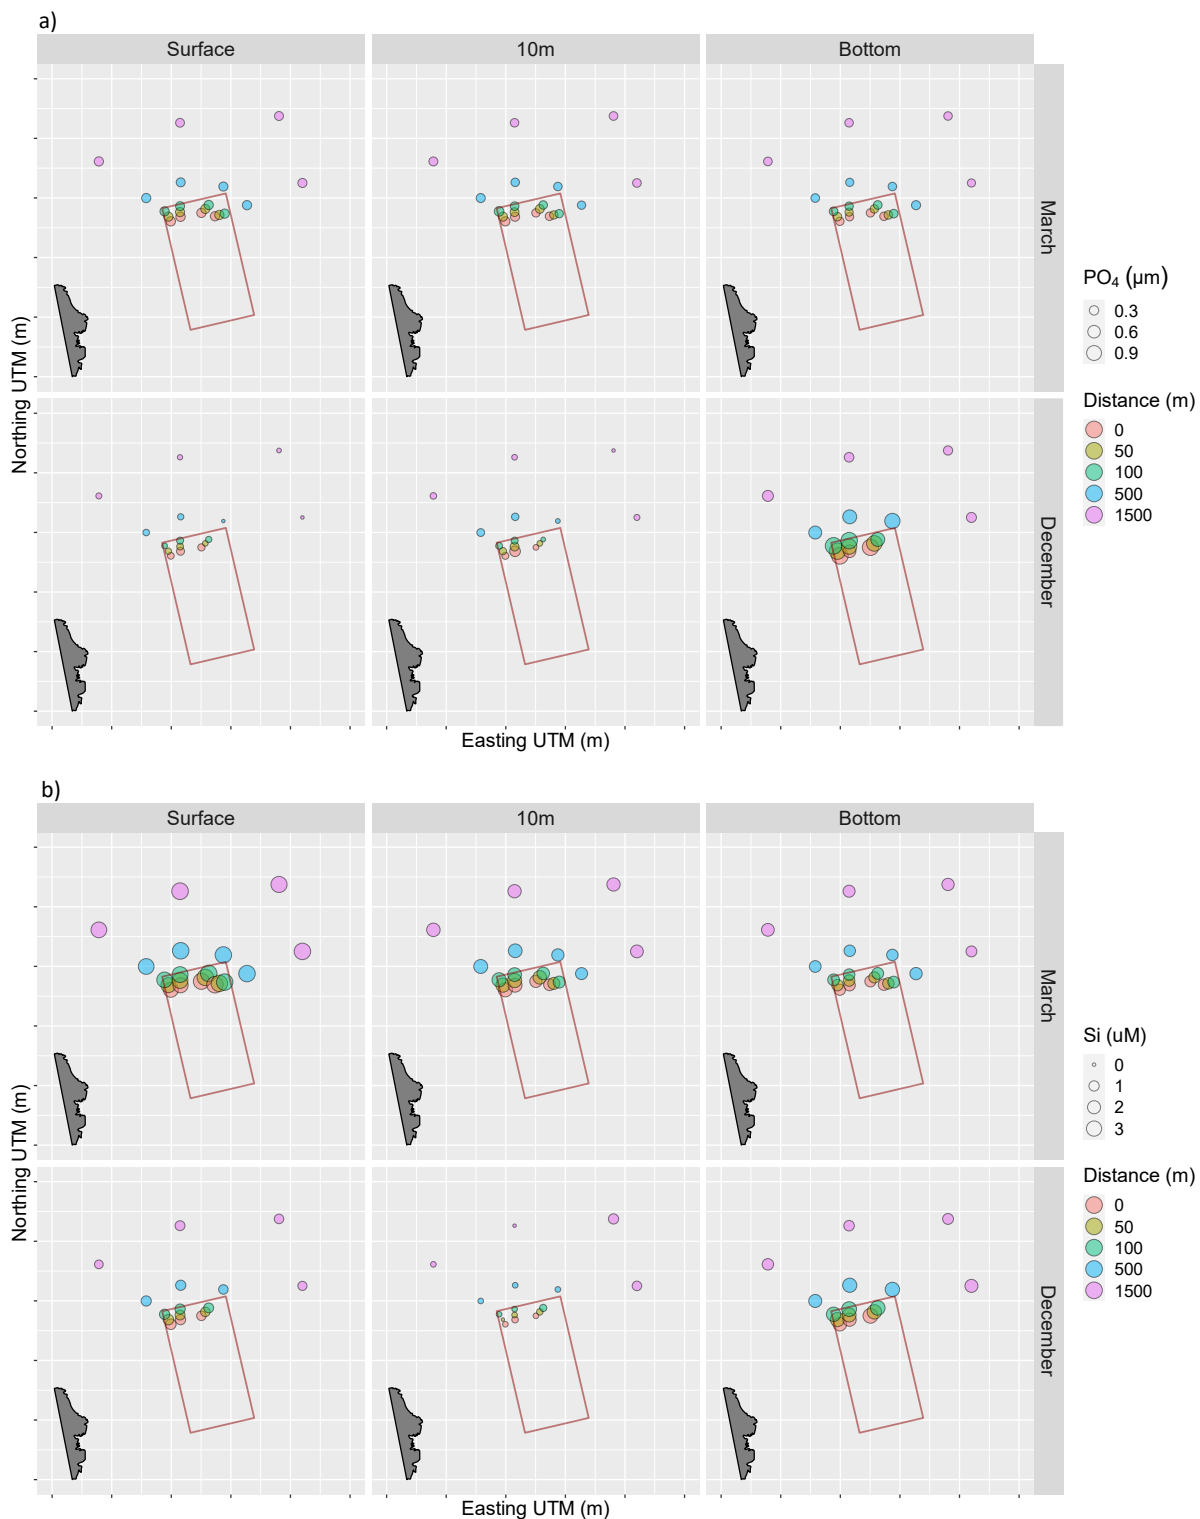 a)
Surface
10m
Bottom
March
December
Northing UTM (m)
Easting UTM (m)
PO₄ (μm)
0.3
0.6
0.9
Distance (m)
0
50
100
500
1500
b)
Surface
10m
Bottom
March
December
Northing UTM (m)
Easting UTM (m)
Si (uM)
0
1
2
3
Distance (m)
0
50
100
500
1500